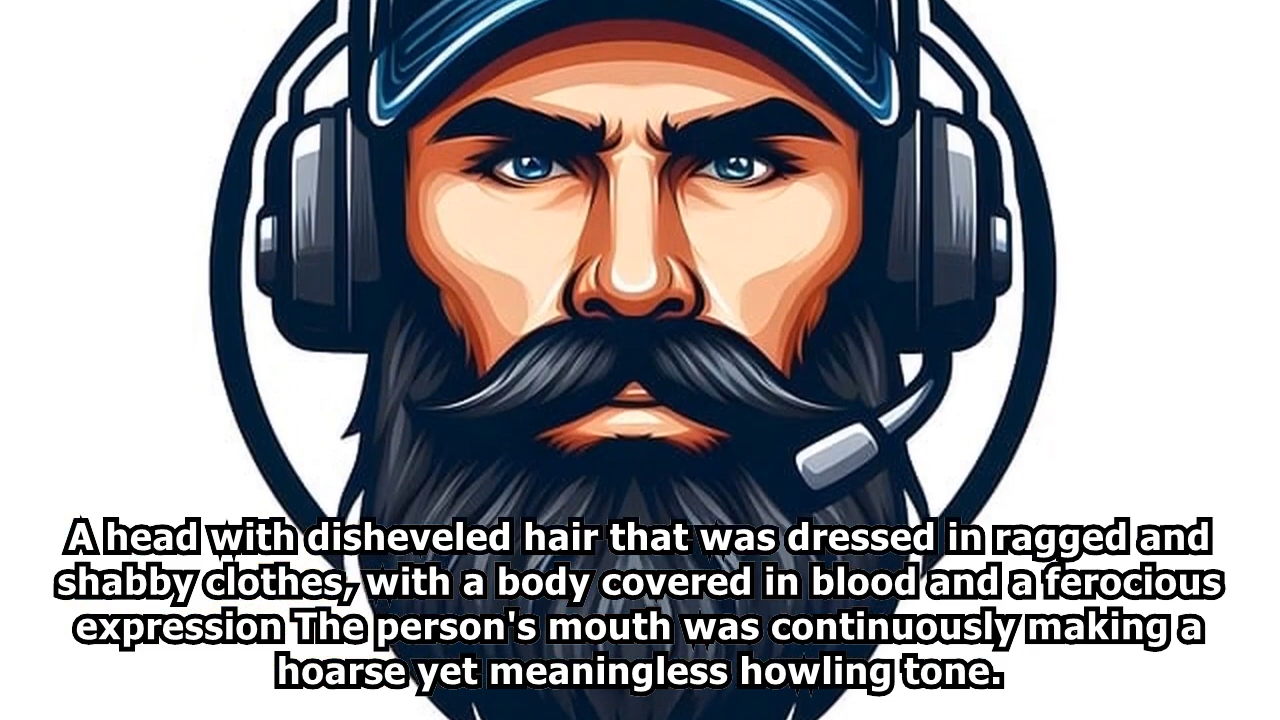 A head with disheveled hair that was dressed in ragged and
shabby clothes, with a body covered in blood and a ferocious
expression The person's mouth was continuously making a
hoarse yet meaningless howling tone.